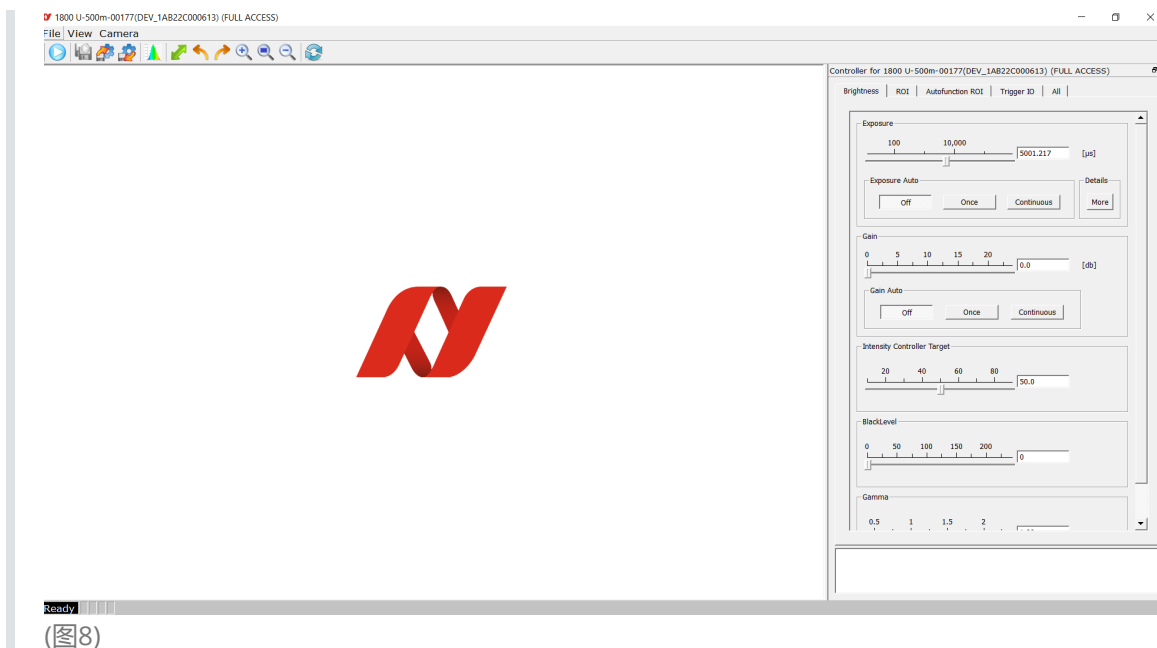 1800 U-500m-00177(DEV_1AB22C000613) (FULL ACCESS)
File View Camera
Controller for 1800 U-500m-00177(DEV_1AB22C000613) (FULL ACCESS)
Brightness ROI Autofunction ROI Trigger IO All
Exposure
100 10,000
5001.217 [µs]
Exposure Auto Details
Off Once Continuous More
Gain
0 5 10 15 20
0.0 [db]
Gain Auto
Off Once Continuous
Intensity Controller Target
20 40 60 80
50.0
BlackLevel
0 50 100 150 200
0
Gamma
0.5 1 1.5 2
Ready
(图8)